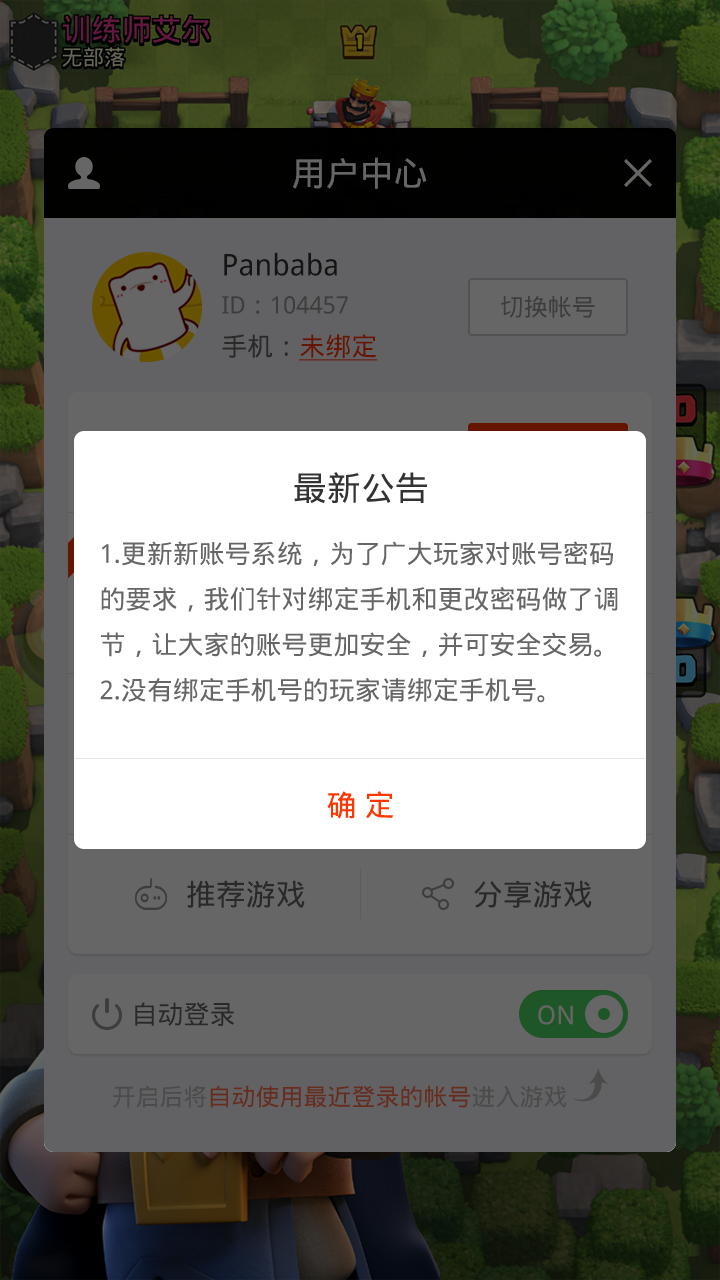 训练师艾尔
无部落
1
用户中心
Panbaba
ID：104457
切换帐号
手机：未绑定
0
最新公告
1.更新新账号系统，为了广大玩家对账号密码
的要求，我们针对绑定手机和更改密码做了调
节，让大家的账号更加安全，并可安全交易。
2.没有绑定手机号的玩家请绑定手机号。
0
确 定
推荐游戏
分享游戏
自动登录
ON
开启后将自动使用最近登录的帐号进入游戏